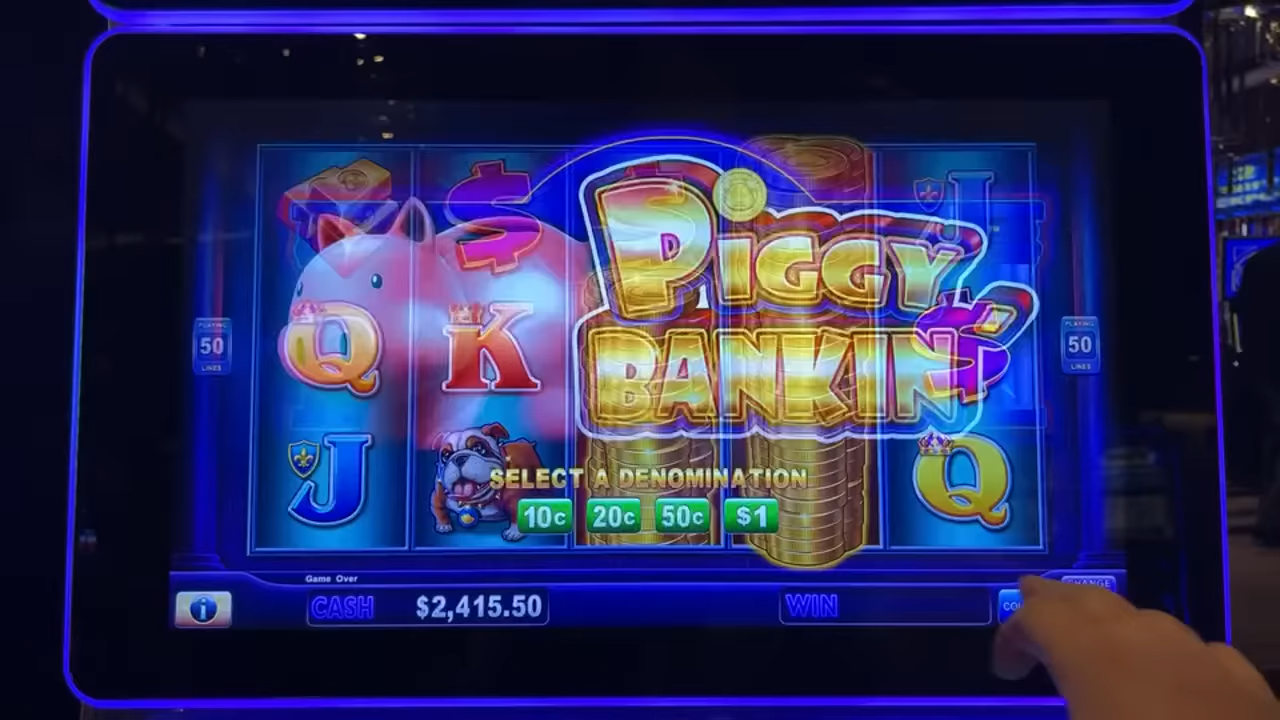 PIGGY
BANKIN'
J
Q
K
PLAYING
50
LINES
PLAYING
50
LINES
J
Q
SELECT A DENOMINATION
10c 20c 50c $1
Game Over
CHANGE
CASH $2,415.50
WIN